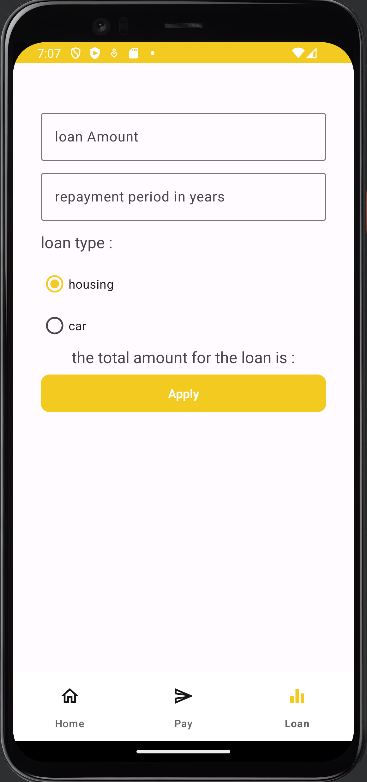 7:07
loan Amount
repayment period in years
loan type :
housing
car
the total amount for the loan is :
Apply
Home Pay Loan